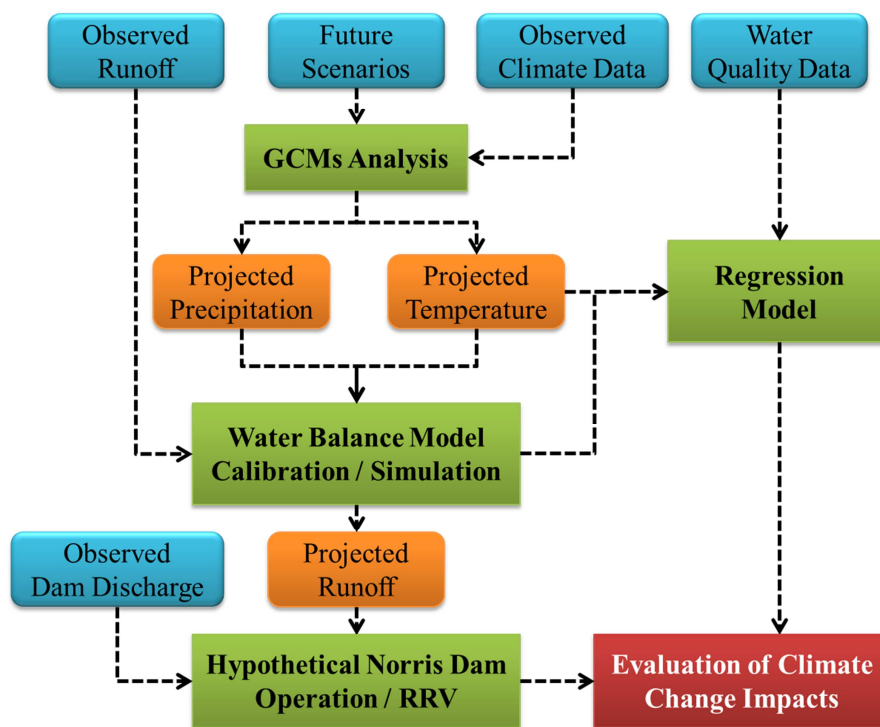 Observed
Runoff
Future
Scenarios
Observed
Climate Data
Water
Quality Data
GCMs Analysis
Projected
Precipitation
Projected
Temperature
Regression
Model
Water Balance Model
Calibration / Simulation
Observed
Dam Discharge
Projected
Runoff
Hypothetical Norris Dam
Operation / RRV
Evaluation of Climate
Change Impacts